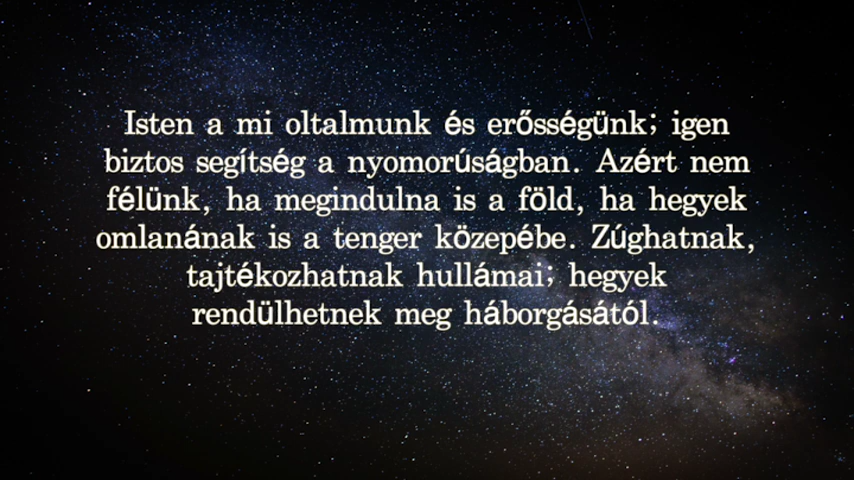 Isten a mi oltalmunk és erősségünk; igen
biztos segítség a nyomorúságban. Azért nem
félünk, ha megindulna is a föld, ha hegyek
omlanának is a tenger közepébe. Zúghatnak,
tajtékozhatnak hullámai; hegyek
rendülhetnek meg háborgásától.